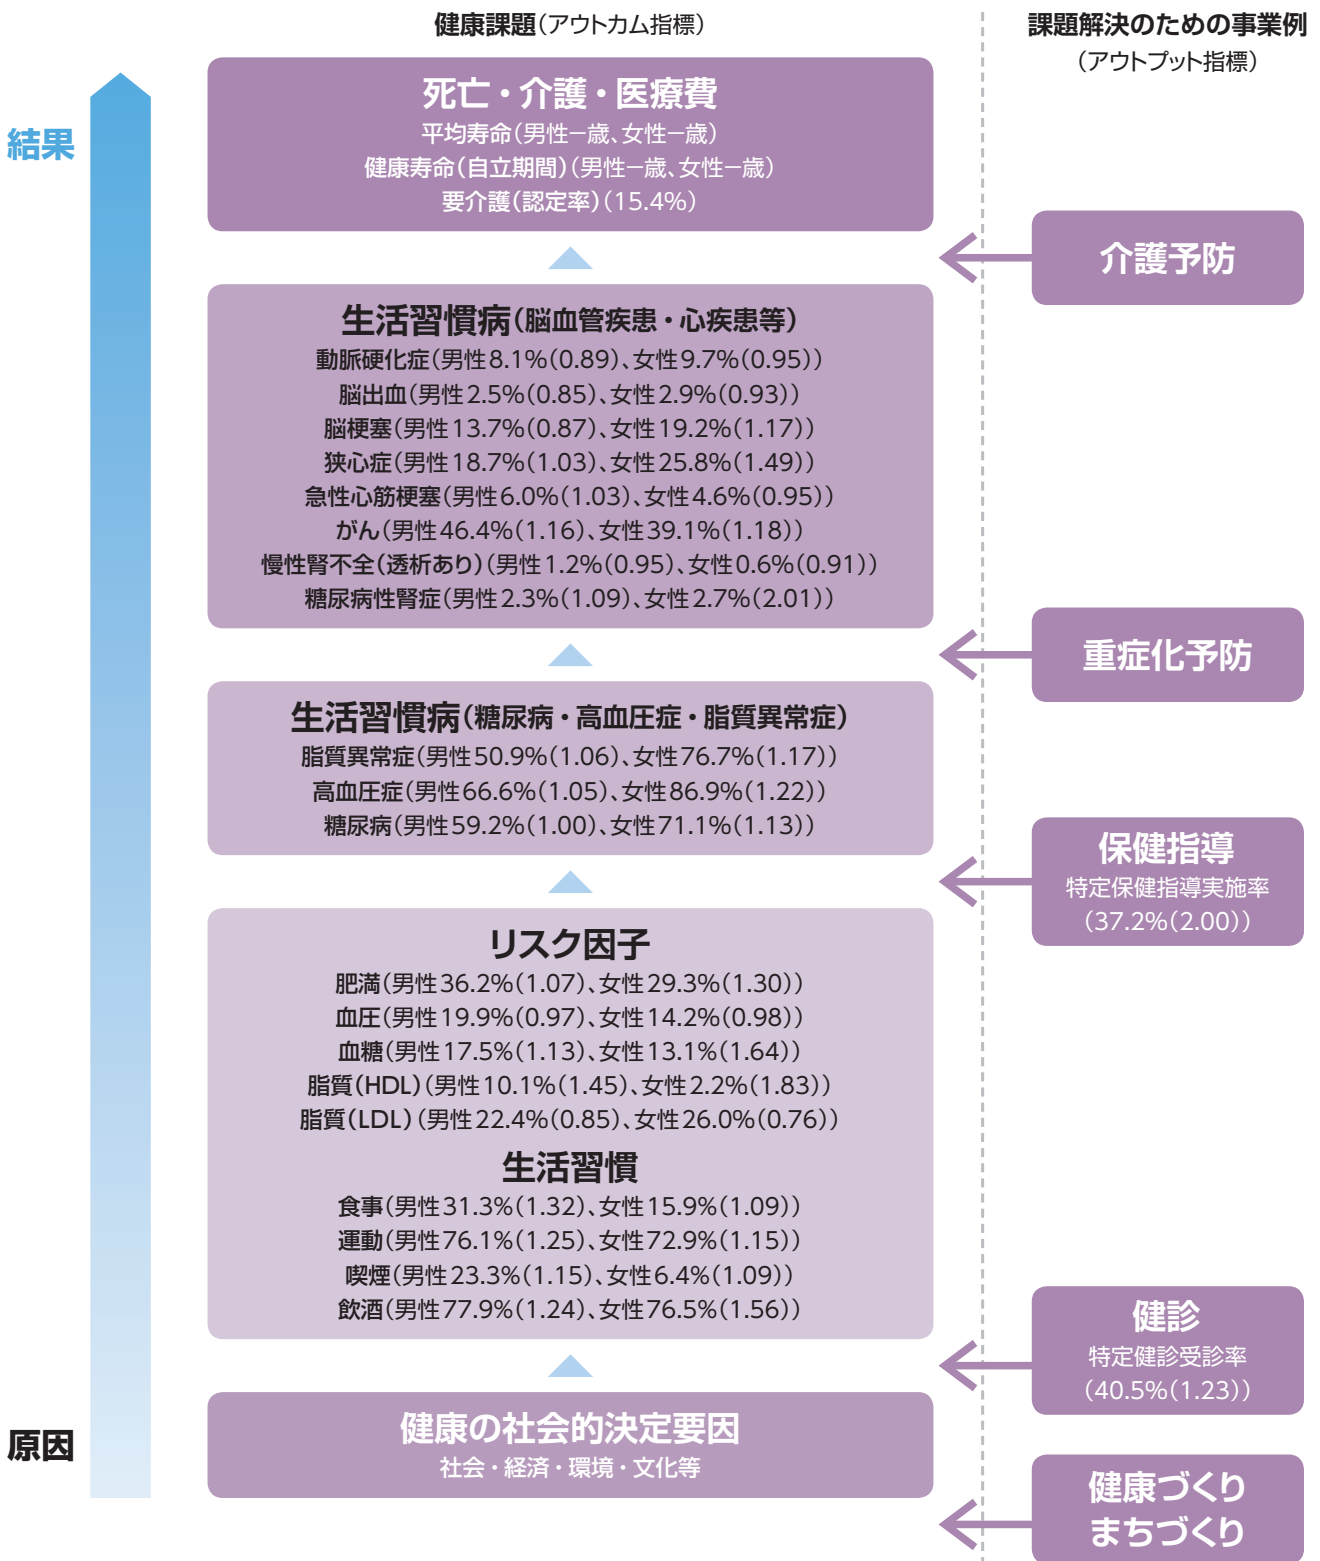 健康課題（アウトカム指標）
課題解決のための事業例
（アウトプット指標）
結果
死亡・介護・医療費
平均寿命（男性ー歳、女性ー歳）
健康寿命（自立期間）（男性ー歳、女性ー歳）
要介護（認定率）（15.4%）
介護予防
生活習慣病（脳血管疾患・心疾患等）
動脈硬化症（男性8.1%（0.89）、女性9.7%（0.95））
脳出血（男性2.5%（0.85）、女性2.9%（0.93））
脳梗塞（男性13.7%（0.87）、女性19.2%（1.17））
狭心症（男性18.7%（1.03）、女性25.8%（1.49））
急性心筋梗塞（男性6.0%（1.03）、女性4.6%（0.95））
がん（男性46.4%（1.16）、女性39.1%（1.18））
慢性腎不全（透析あり）（男性1.2%（0.95）、女性0.6%（0.91））
糖尿病性腎症（男性2.3%（1.09）、女性2.7%（2.01））
重症化予防
生活習慣病（糖尿病・高血圧症・脂質異常症）
脂質異常症（男性50.9%（1.06）、女性76.7%（1.17））
高血圧症（男性66.6%（1.05）、女性86.9%（1.22））
糖尿病（男性59.2%（1.00）、女性71.1%（1.13））
保健指導
特定保健指導実施率
（37.2%（2.00））
リスク因子
肥満（男性36.2%（1.07）、女性29.3%（1.30））
血圧（男性19.9%（0.97）、女性14.2%（0.98））
血糖（男性17.5%（1.13）、女性13.1%（1.64））
脂質（HDL）（男性10.1%（1.45）、女性2.2%（1.83））
脂質（LDL）（男性22.4%（0.85）、女性26.0%（0.76））
生活習慣
食事（男性31.3%（1.32）、女性15.9%（1.09））
運動（男性76.1%（1.25）、女性72.9%（1.15））
喫煙（男性23.3%（1.15）、女性6.4%（1.09））
飲酒（男性77.9%（1.24）、女性76.5%（1.56））
健診
特定健診受診率
（40.5%（1.23））
原因
健康の社会的決定要因
社会・経済・環境・文化等
健康づくり
まちづくり